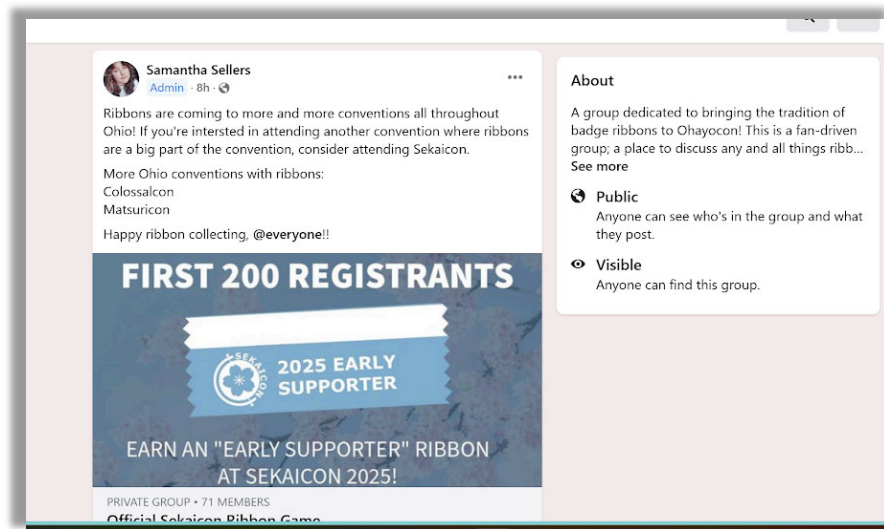 Samantha Sellers
Admin · 8h ·
Ribbons are coming to more and more conventions all throughout
Ohio! If you're intersted in attending another convention where ribbons
are a big part of the convention, consider attending Sekaicon.
More Ohio conventions with ribbons:
Colossalcon
Matsuricon
Happy ribbon collecting, @everyone!!
FIRST 200 REGISTRANTS
SEKAICON
2025 EARLY
SUPPORTER
EARN AN "EARLY SUPPORTER" RIBBON
AT SEKAICON 2025!
PRIVATE GROUP • 71 MEMBERS
Official Sekaicon Ribbon Game
About
A group dedicated to bringing the tradition of
badge ribbons to Ohayocon! This is a fan-driven
group; a place to discuss any and all things ribb...
See more
Public
Anyone can see who's in the group and what
they post.
Visible
Anyone can find this group.